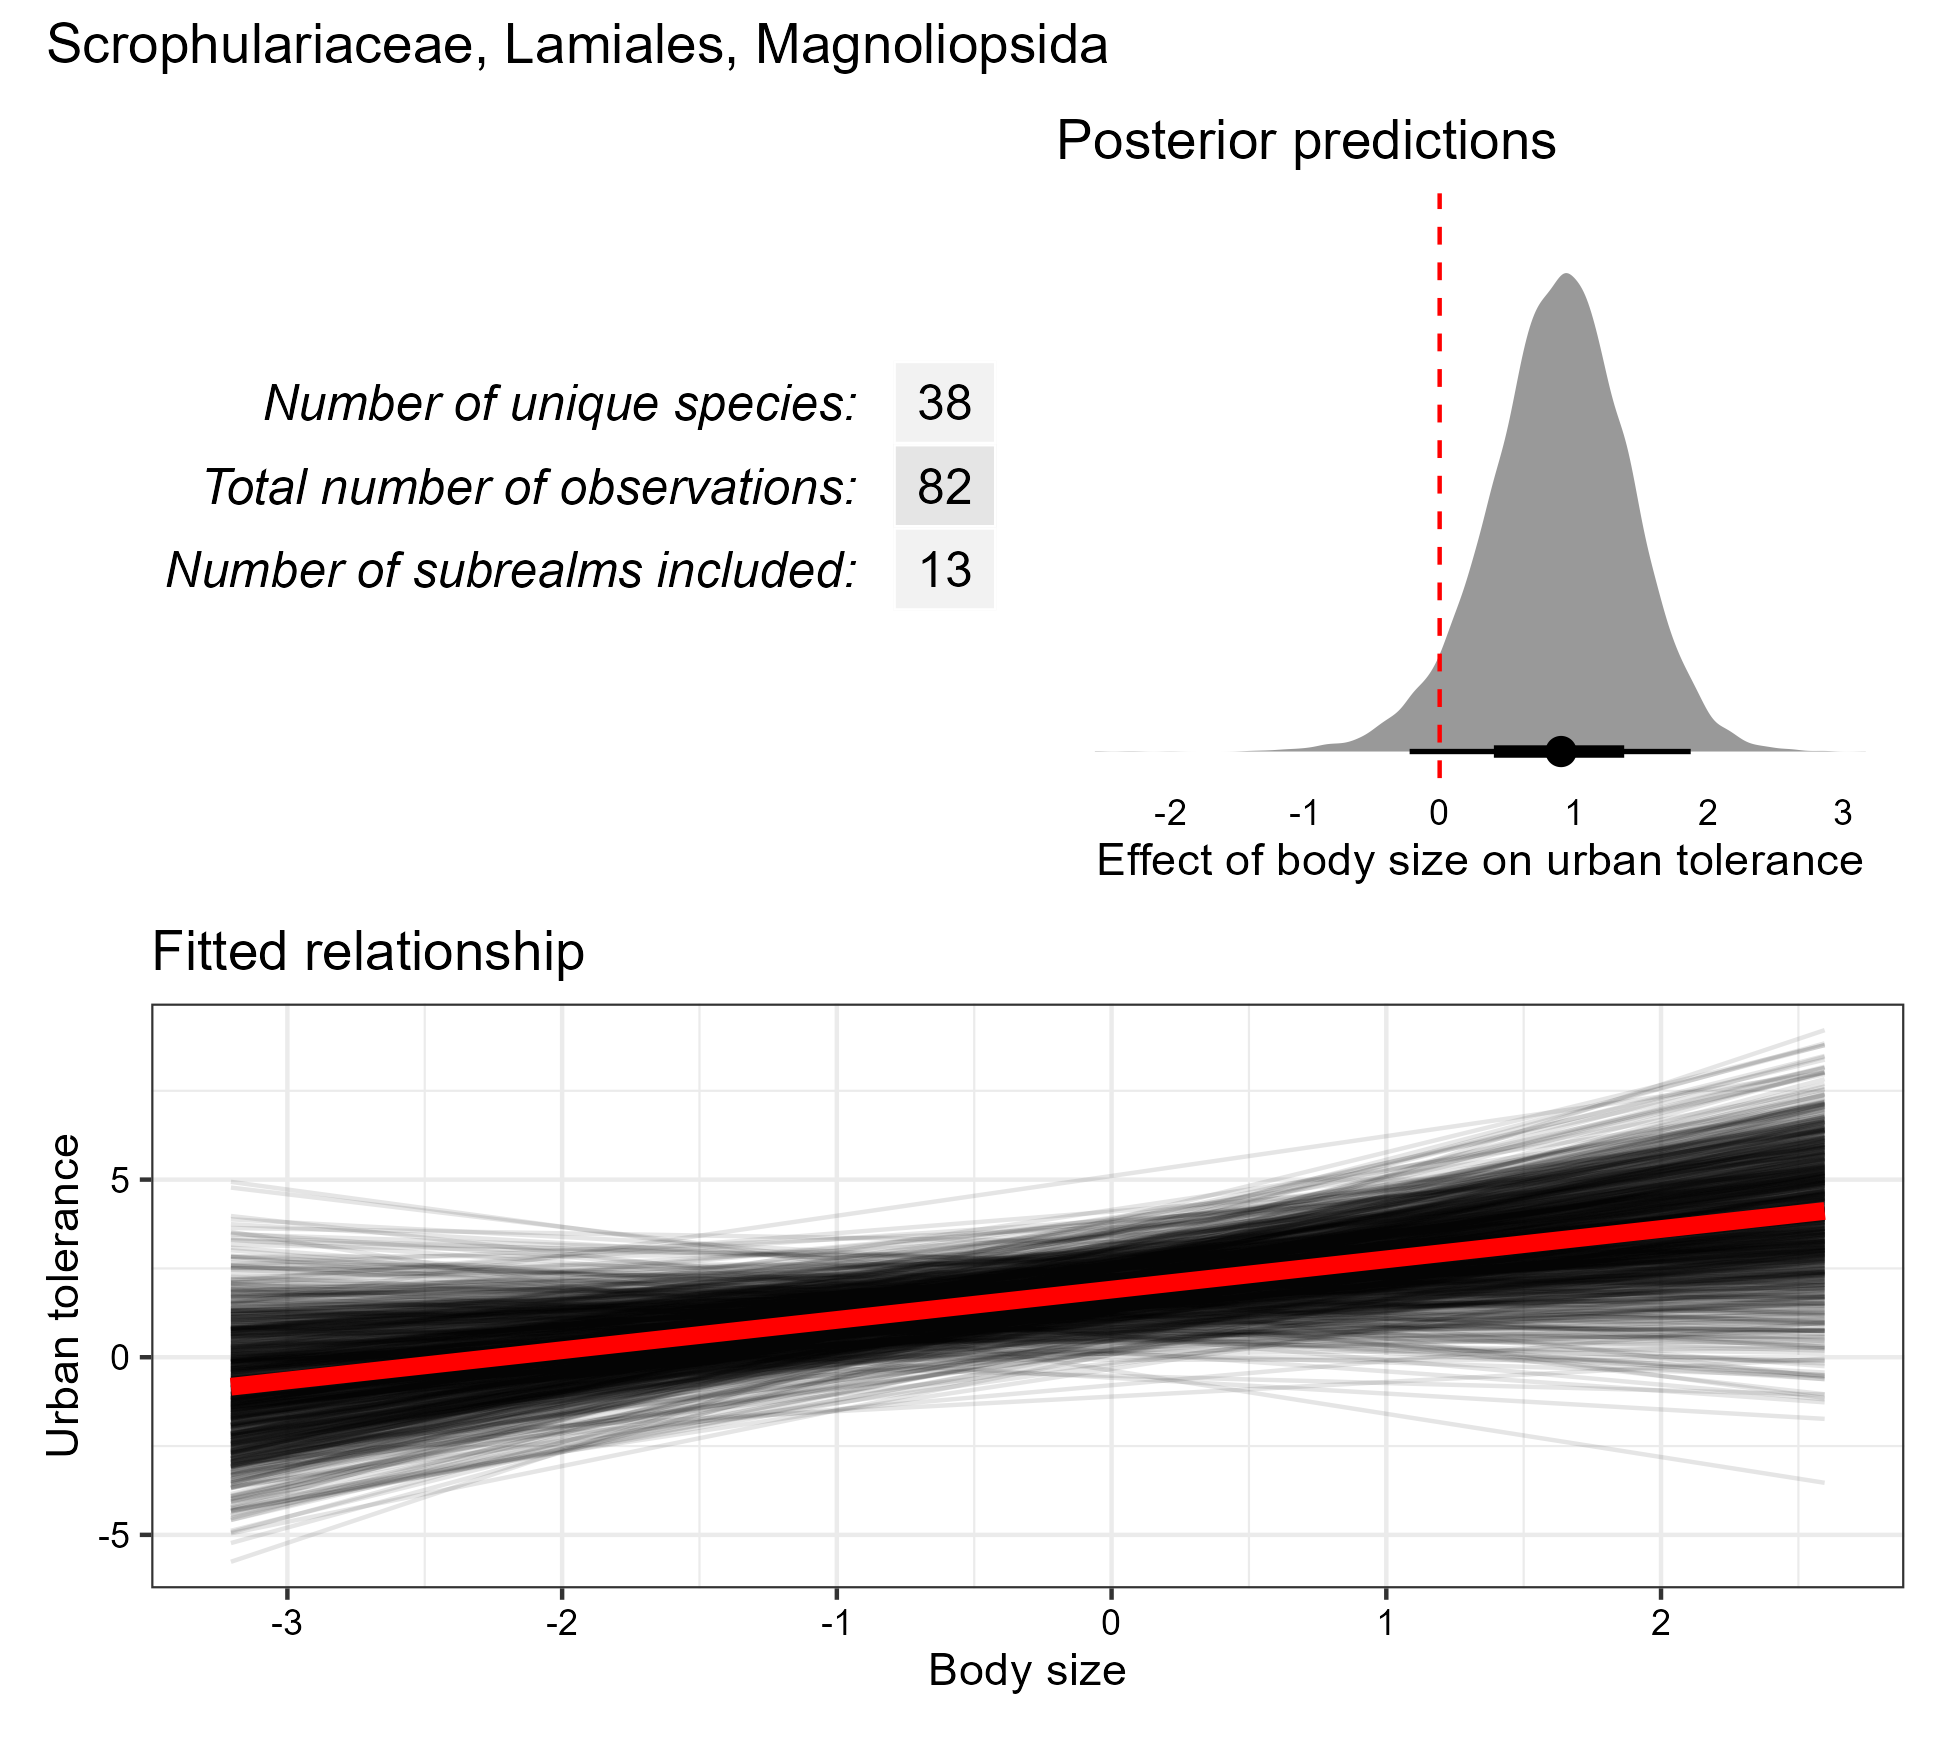 Scrophulariaceae, Lamiales, Magnoliopsida
Posterior predictions
Number of unique species: 38
Total number of observations: 82
Number of subrealms included: 13
-2 -1 0 1 2 3
Effect of body size on urban tolerance
Fitted relationship
Urban tolerance
5
0
-5
-3 -2 -1 0 1 2
Body size